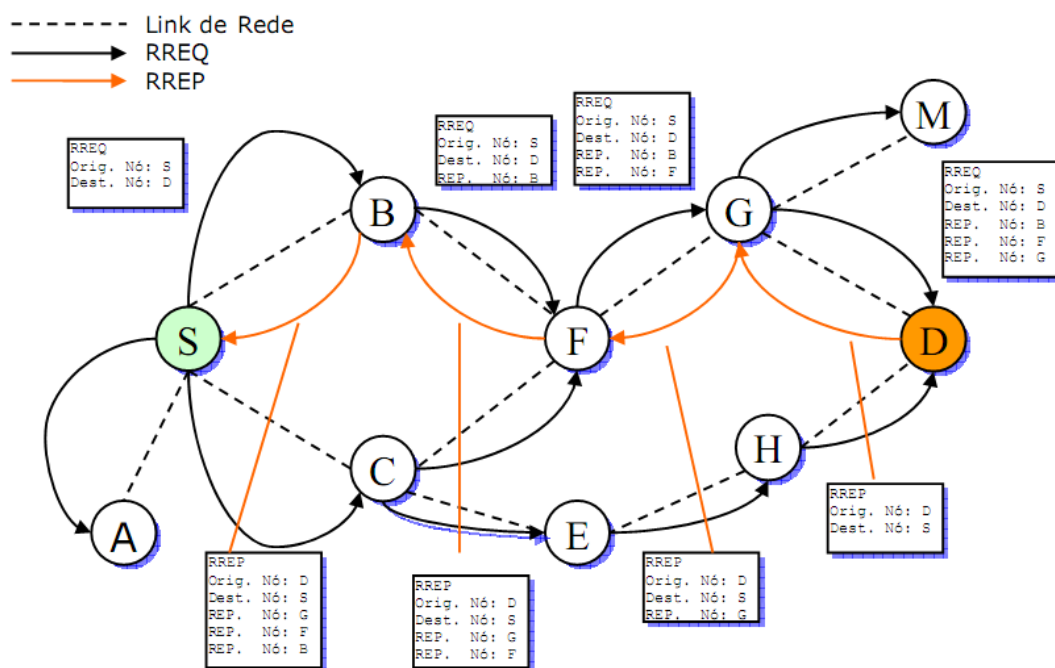 Link de Rede
RREQ
RREP
RREQ
Orig. Nó: S
Dest. Nó: D
RREQ
Orig. Nó: S
Dest. Nó: D
REP. Nó: B
RREQ
Orig. Nó: S
Dest. Nó: D
REP. Nó: B
REP. Nó: F
M
RREQ
Orig. Nó: S
Dest. Nó: D
REP. Nó: B
REP. Nó: F
REP. Nó: G
B
G
S
F
D
C
H
A
E
RREP
Orig. Nó: D
Dest. Nó: S
REP. Nó: G
REP. Nó: F
REP. Nó: B
RREP
Orig. Nó: D
Dest. Nó: S
REP. Nó: G
REP. Nó: F
RREP
Orig. Nó: D
Dest. Nó: S
REP. Nó: G
RREP
Orig. Nó: D
Dest. Nó: S